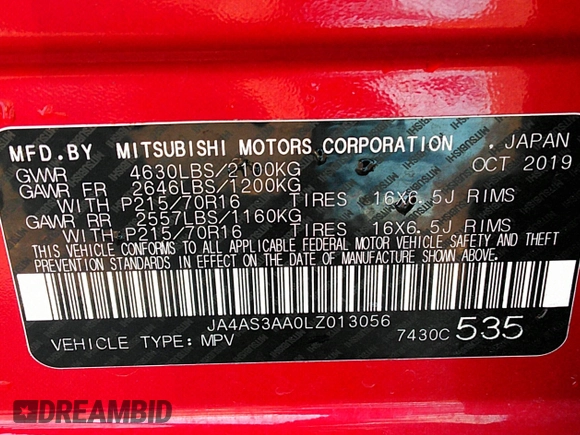 MFD.BY MITSUBISHI MOTORS CORPORATION . JAPAN
GVWR 4630LBS/2100KG OCT 2019
GAWR FR 2646LBS/1200KG
WITH P215/70R16 TIRES 16X6.5J RIMS
GAWR RR 2557LBS/1160KG
WITH P215/70R16 TIRES 16X6.5J RIMS
THIS VEHICLE CONFORMS TO ALL APPLICABLE FEDERAL MOTOR VEHICLE SAFETY AND THEFT
PREVENTION STANDARDS IN EFFECT ON THE DATE OF MANUFACTURE SHOWN ABOVE.
JA4AS3AA0LZ013056
VEHICLE TYPE: MPV 7430C 535
DREAMBID